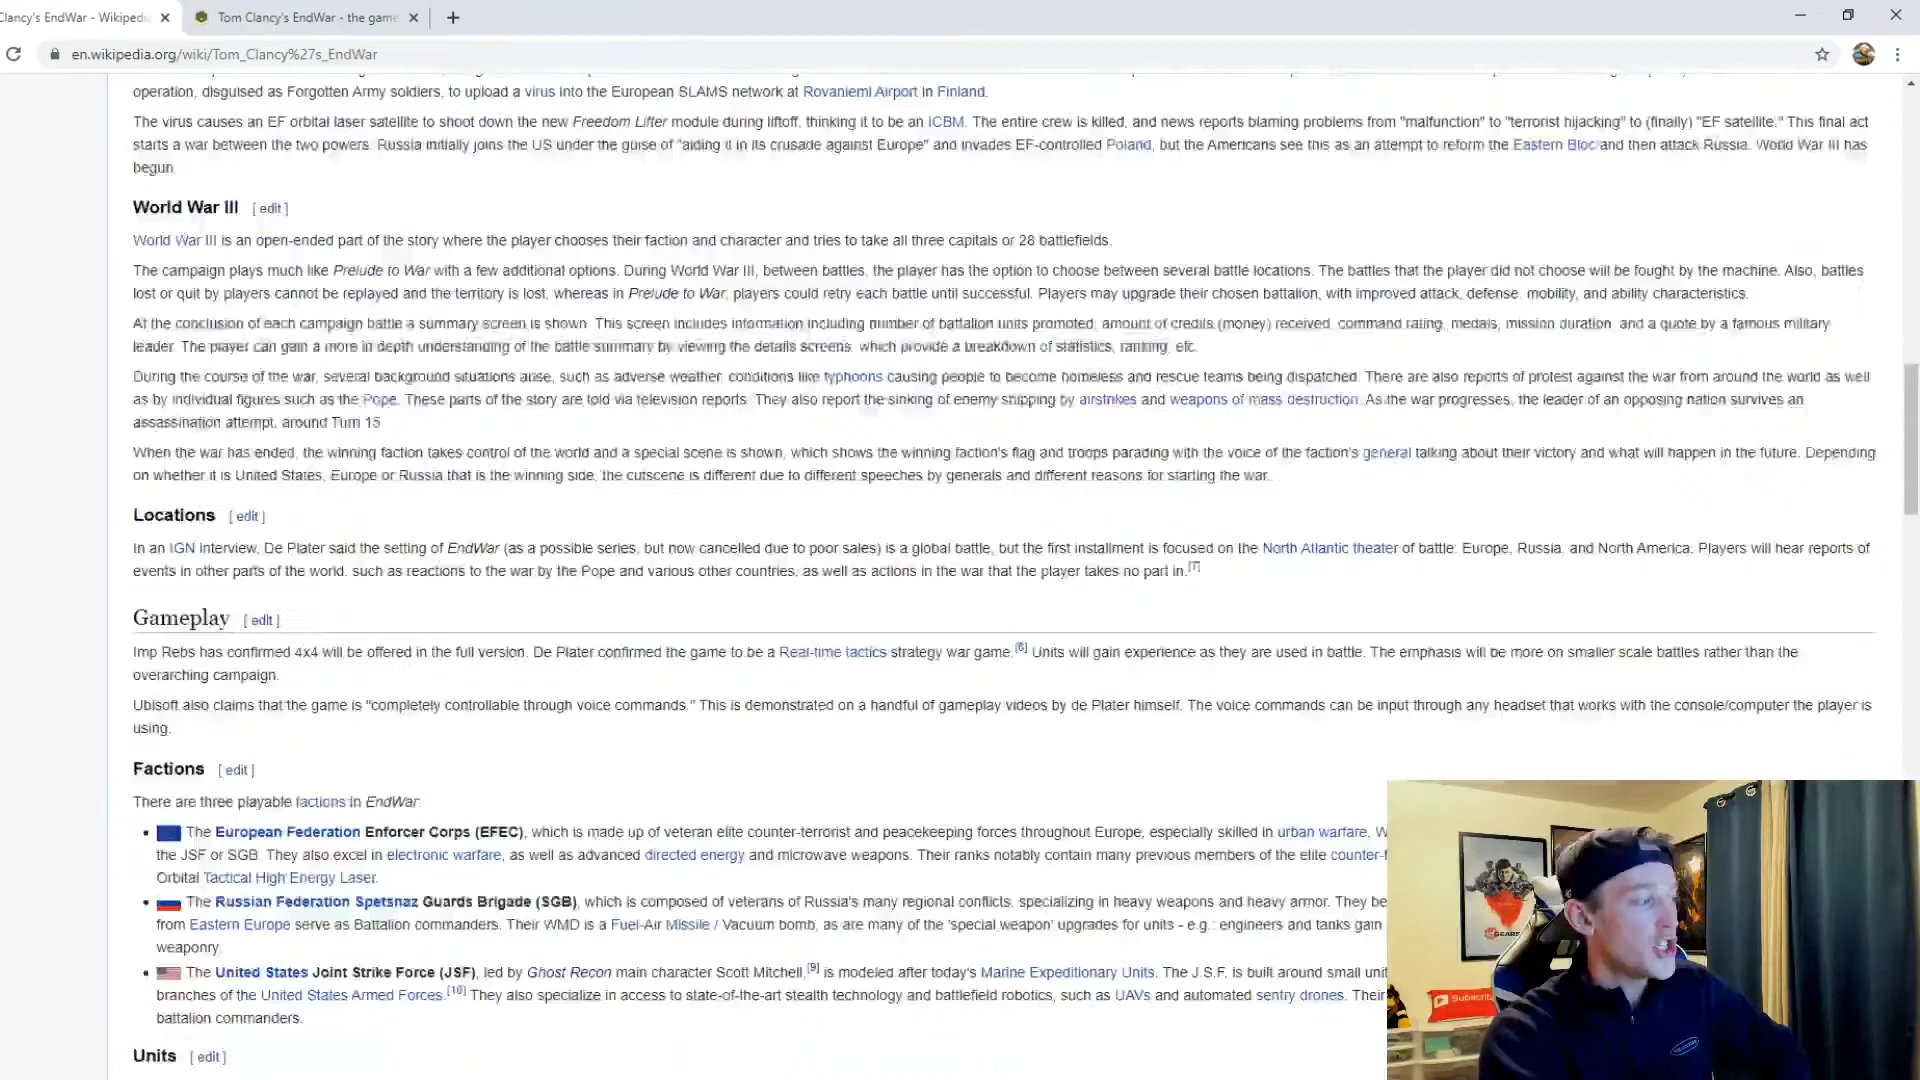 Clancy's EndWar - Wikipedi
Tom Clancy's EndWar - the game
en.wikipedia.org/wiki/Tom_Clancy%27s_EndWar
operation, disguised as Forgotten Army soldiers, to upload a virus into the European SLAMS network at Rovaniemi Airport in Finland.
The virus causes an EF orbital laser satellite to shoot down the new Freedom Lifter module during liftoff, thinking it to be an ICBM. The entire crew is killed, and news reports blaming problems from "malfunction" to "terrorist hijacking" to (finally) "EF satellite." This final act
starts a war between the two powers. Russia initially joins the US under the guise of "aiding it in its crusade against Europe" and invades EF-controlled Poland, but the Americans see this as an attempt to reform the Eastern Bloc and then attack Russia. World War III has
begun.
World War III [ edit ]
World War III is an open-ended part of the story where the player chooses their faction and character and tries to take all three capitals or 28 battlefields.
The campaign plays much like Prelude to War with a few additional options. During World War III, between battles, the player has the option to choose between several battle locations. The battles that the player did not choose will be fought by the machine. Also, battles
lost or quit by players cannot be replayed and the territory is lost, whereas in Prelude to War, players could retry each battle until successful. Players may upgrade their chosen battalion, with improved attack, defense, mobility, and ability characteristics.
At the conclusion of each campaign battle a summary screen is shown. This screen includes information including number of battalion units promoted, amount of credits (money) received, command rating, medals, mission duration, and a quote by a famous military
leader. The player can gain a more in depth understanding of the battle summary by viewing the details screens, which provide a breakdown of statistics, ranking, etc.
During the course of the war, several background situations arise, such as adverse weather conditions like typhoons causing people to become homeless and rescue teams being dispatched. There are also reports of protest against the war from around the world as well
as by individual figures such as the Pope. These parts of the story are told via television reports. They also report the sinking of enemy shipping by airstrikes and weapons of mass destruction. As the war progresses, the leader of an opposing nation survives an
assassination attempt, around Turn 15
When the war has ended, the winning faction takes control of the world and a special scene is shown, which shows the winning faction's flag and troops parading with the voice of the faction's general talking about their victory and what will happen in the future. Depending
on whether it is United States, Europe or Russia that is the winning side, the cutscene is different due to different speeches by generals and different reasons for starting the war.
Locations [ edit ]
In an IGN interview, De Plater said the setting of EndWar (as a possible series, but now cancelled due to poor sales) is a global battle, but the first installment is focused on the North Atlantic theater of battle: Europe, Russia, and North America. Players will hear reports of
events in other parts of the world, such as reactions to the war by the Pope and various other countries, as well as actions in the war that the player takes no part in.[7]
Gameplay [ edit ]
Imp Rebs has confirmed 4x4 will be offered in the full version. De Plater confirmed the game to be a Real-time tactics strategy war game.[6] Units will gain experience as they are used in battle. The emphasis will be more on smaller scale battles rather than the
overarching campaign.
Ubisoft also claims that the game is "completely controllable through voice commands." This is demonstrated on a handful of gameplay videos by de Plater himself. The voice commands can be input through any headset that works with the console/computer the player is
using.
Factions [ edit ]
There are three playable factions in EndWar:
The European Federation Enforcer Corps (EFEC), which is made up of veteran elite counter-terrorist and peacekeeping forces throughout Europe, especially skilled in urban warfare. W
the JSF or SGB. They also excel in electronic warfare, as well as advanced directed energy and microwave weapons. Their ranks notably contain many previous members of the elite counter-t
Orbital Tactical High Energy Laser.
The Russian Federation Spetsnaz Guards Brigade (SGB), which is composed of veterans of Russia's many regional conflicts, specializing in heavy weapons and heavy armor. They be
from Eastern Europe serve as Battalion commanders. Their WMD is a Fuel-Air Missile / Vacuum bomb, as are many of the 'special weapon' upgrades for units - e.g.: engineers and tanks gain
weaponry.
The United States Joint Strike Force (JSF), led by Ghost Recon main character Scott Mitchell,[9] is modeled after today's Marine Expeditionary Units. The J.S.F. is built around small unit
branches of the United States Armed Forces.[10] They also specialize in access to state-of-the-art stealth technology and battlefield robotics, such as UAVs and automated sentry drones. Their
battalion commanders.
Units [ edit ]
GEARS
Subscribe